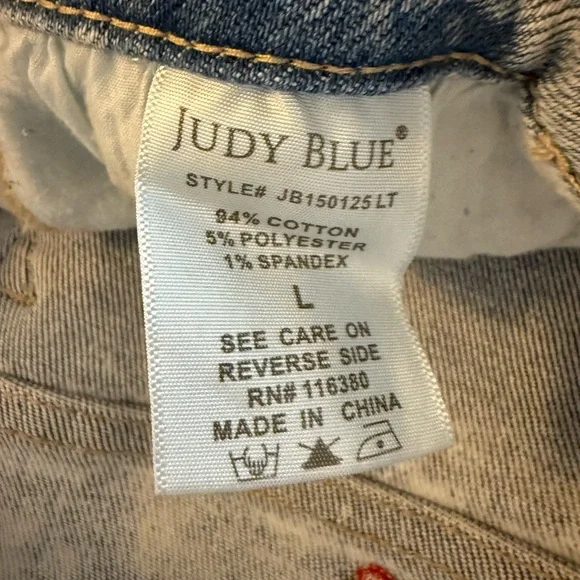 JUDY BLUE®
STYLE# JB150125 LT
94% COTTON
5% POLYESTER
1% SPANDEX
L
SEE CARE ON
REVERSE SIDE
RN# 116380
MADE IN CHINA